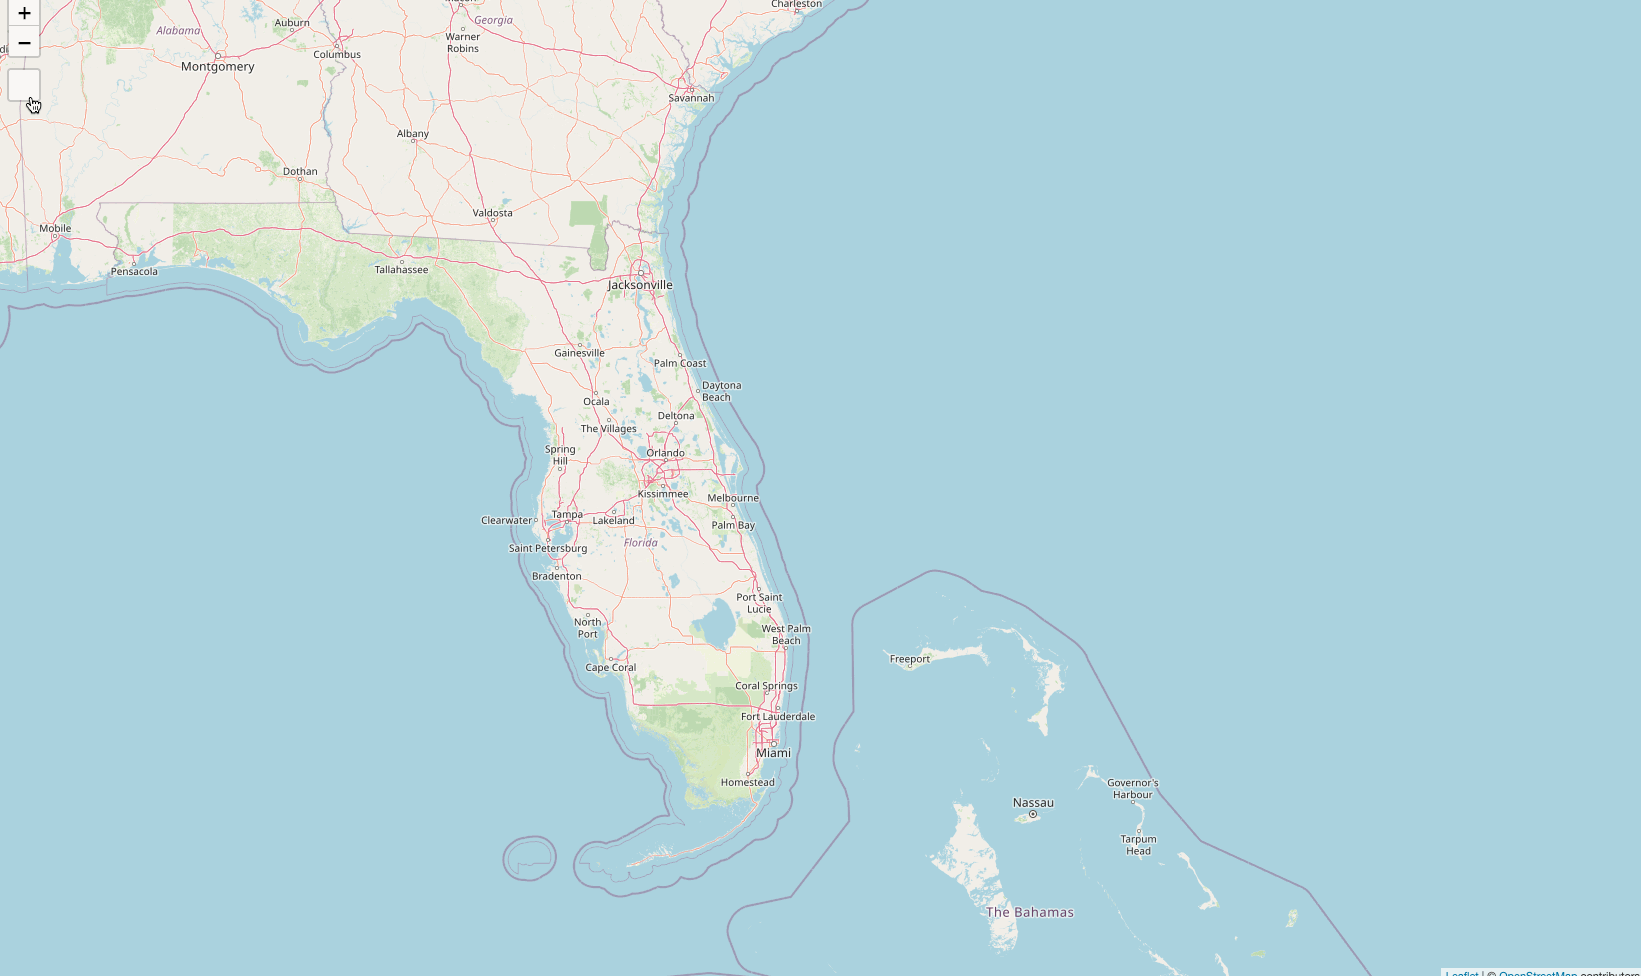 +
−
Charleston
Georgia
Auburn
Alabama
Warner
Robins
Columbus
Montgomery
Savannah
Albany
Dothan
Valdosta
Mobile
Pensacola
Tallahassee
Jacksonville
Gainesville
Palm Coast
Daytona
Beach
Ocala
Deltona
The Villages
Spring
Hill
Orlando
Kissimmee
Melbourne
Clearwater
Tampa
Lakeland
Palm Bay
Florida
Saint Petersburg
Bradenton
Port Saint
Lucie
North
Port
West Palm
Beach
Freeport
Cape Coral
Coral Springs
Fort Lauderdale
Miami
Homestead
Governor's
Harbour
Nassau
Tarpum
Head
The Bahamas
Leaflet | © OpenStreetMap contributors